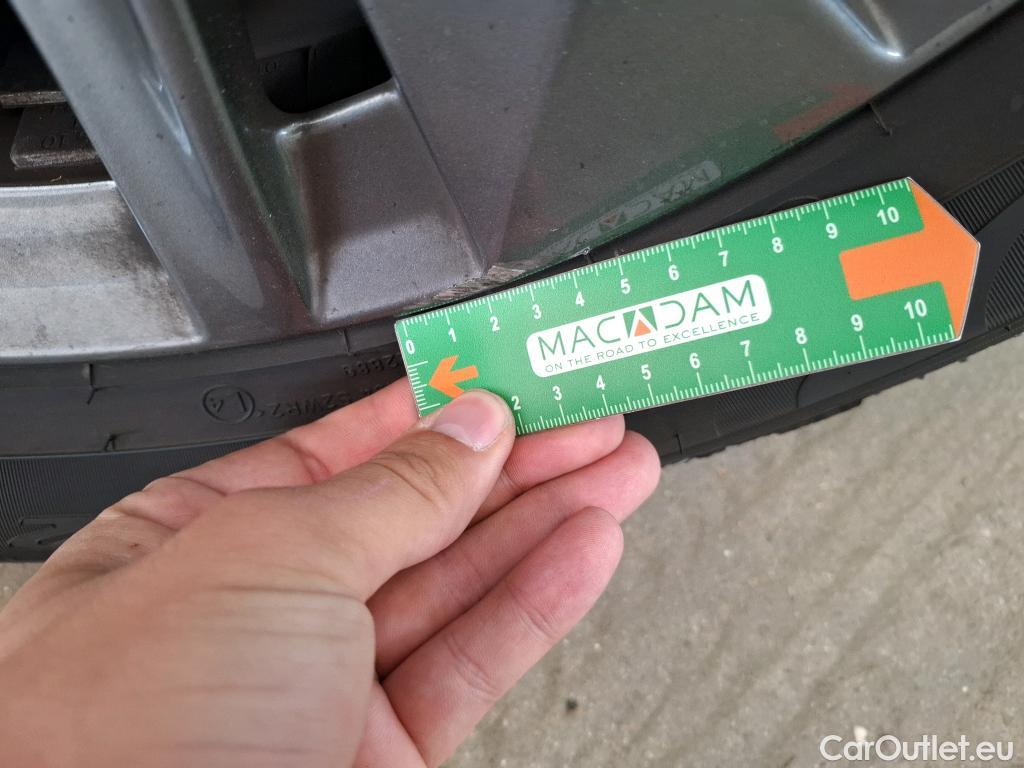 0 1 2 3 4 5 6 7 8 9 10
MACADAM
ON THE ROAD TO EXCELLENCE
2 3 4 5 6 7 8 9 10
CarOutlet.eu